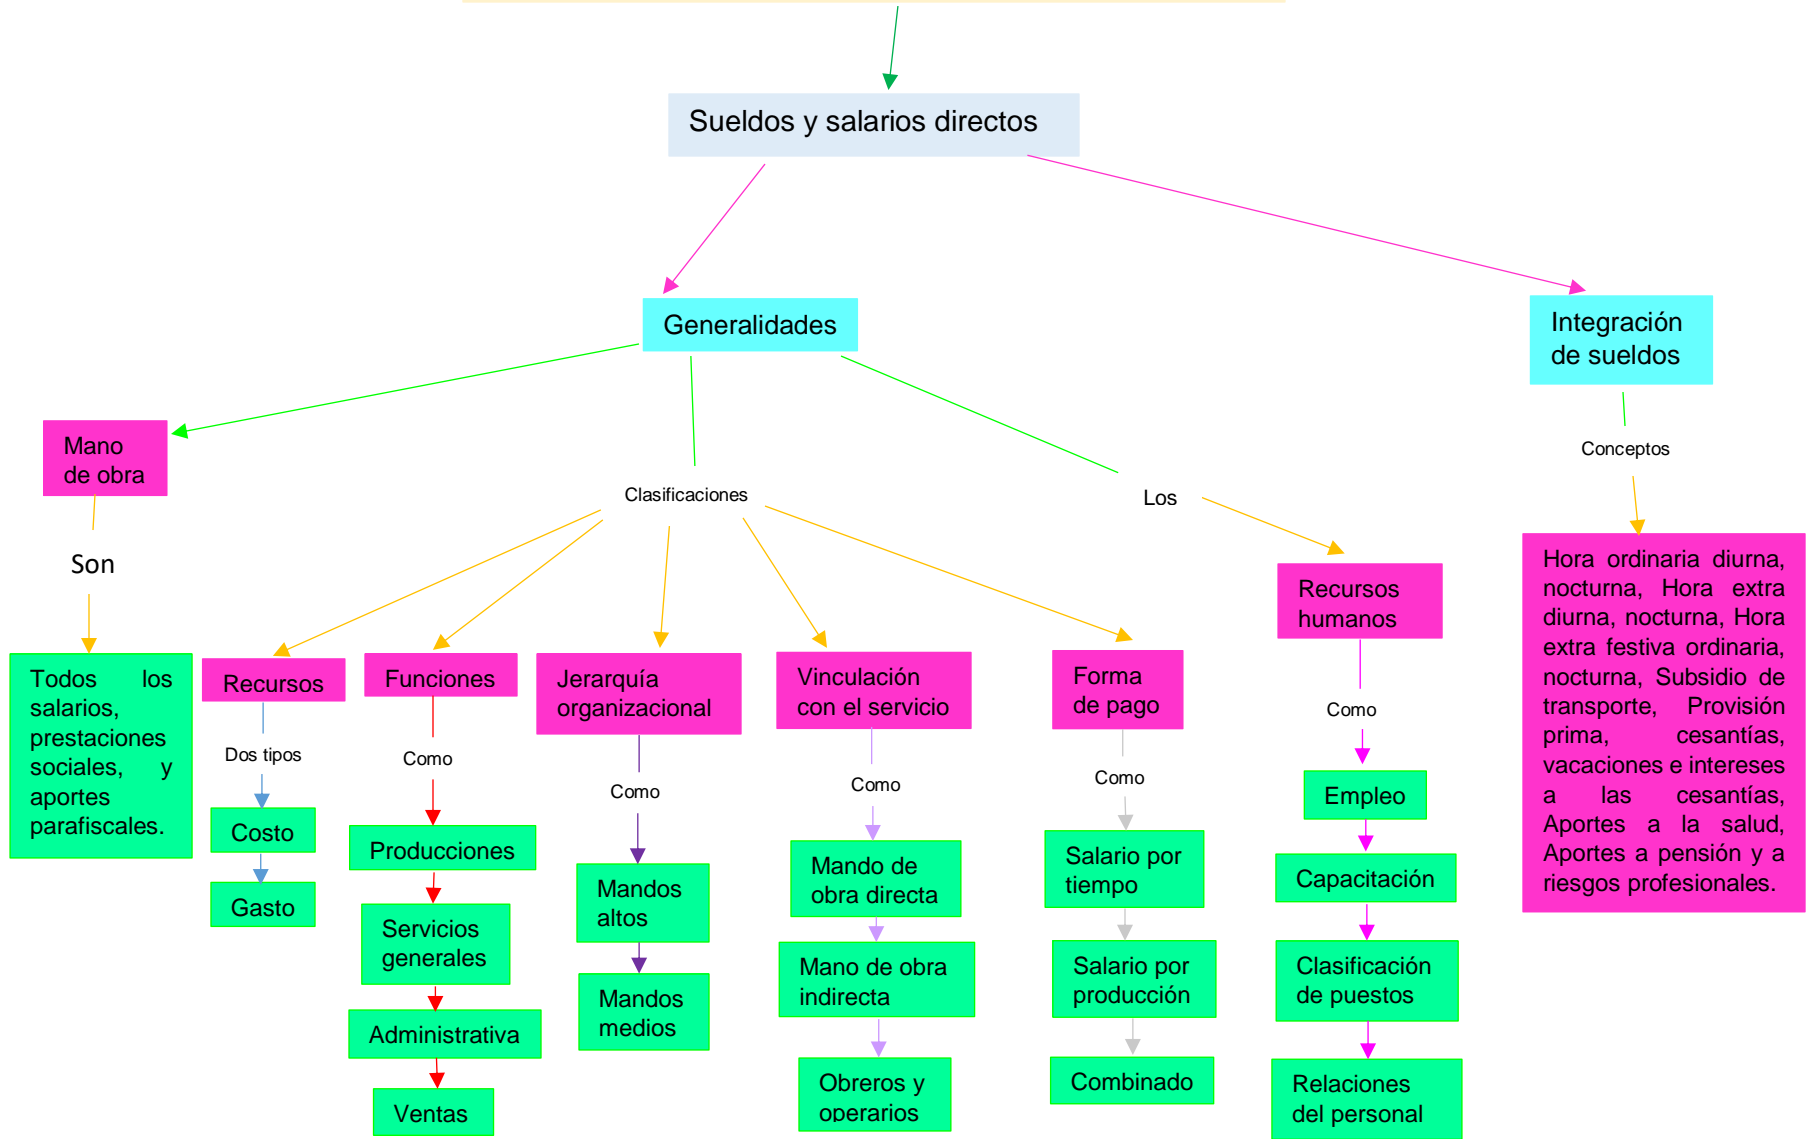 Sueldos y salarios directos
Generalidades
Integración
de sueldos
Mano
de obra
Clasificaciones
Los
Conceptos
Son
Todos los
salarios,
prestaciones
sociales, y
aportes
parafiscales.
Recursos
Dos tipos
Costo
Gasto
Funciones
Como
Producciones
Servicios
generales
Administrativa
Ventas
Jerarquía
organizacional
Como
Mandos
altos
Mandos
medios
Vinculación
con el servicio
Como
Mando de
obra directa
Mano de obra
indirecta
Obreros y
operarios
Forma
de pago
Como
Salario por
tiempo
Salario por
producción
Combinado
Recursos
humanos
Como
Empleo
Capacitación
Clasificación
de puestos
Relaciones
del personal
Hora ordinaria diurna,
nocturna, Hora extra
diurna, nocturna, Hora
extra festiva ordinaria,
nocturna, Subsidio de
transporte, Provisión
prima, cesantías,
vacaciones e intereses
a las cesantías,
Aportes a la salud,
Aportes a pensión y a
riesgos profesionales.